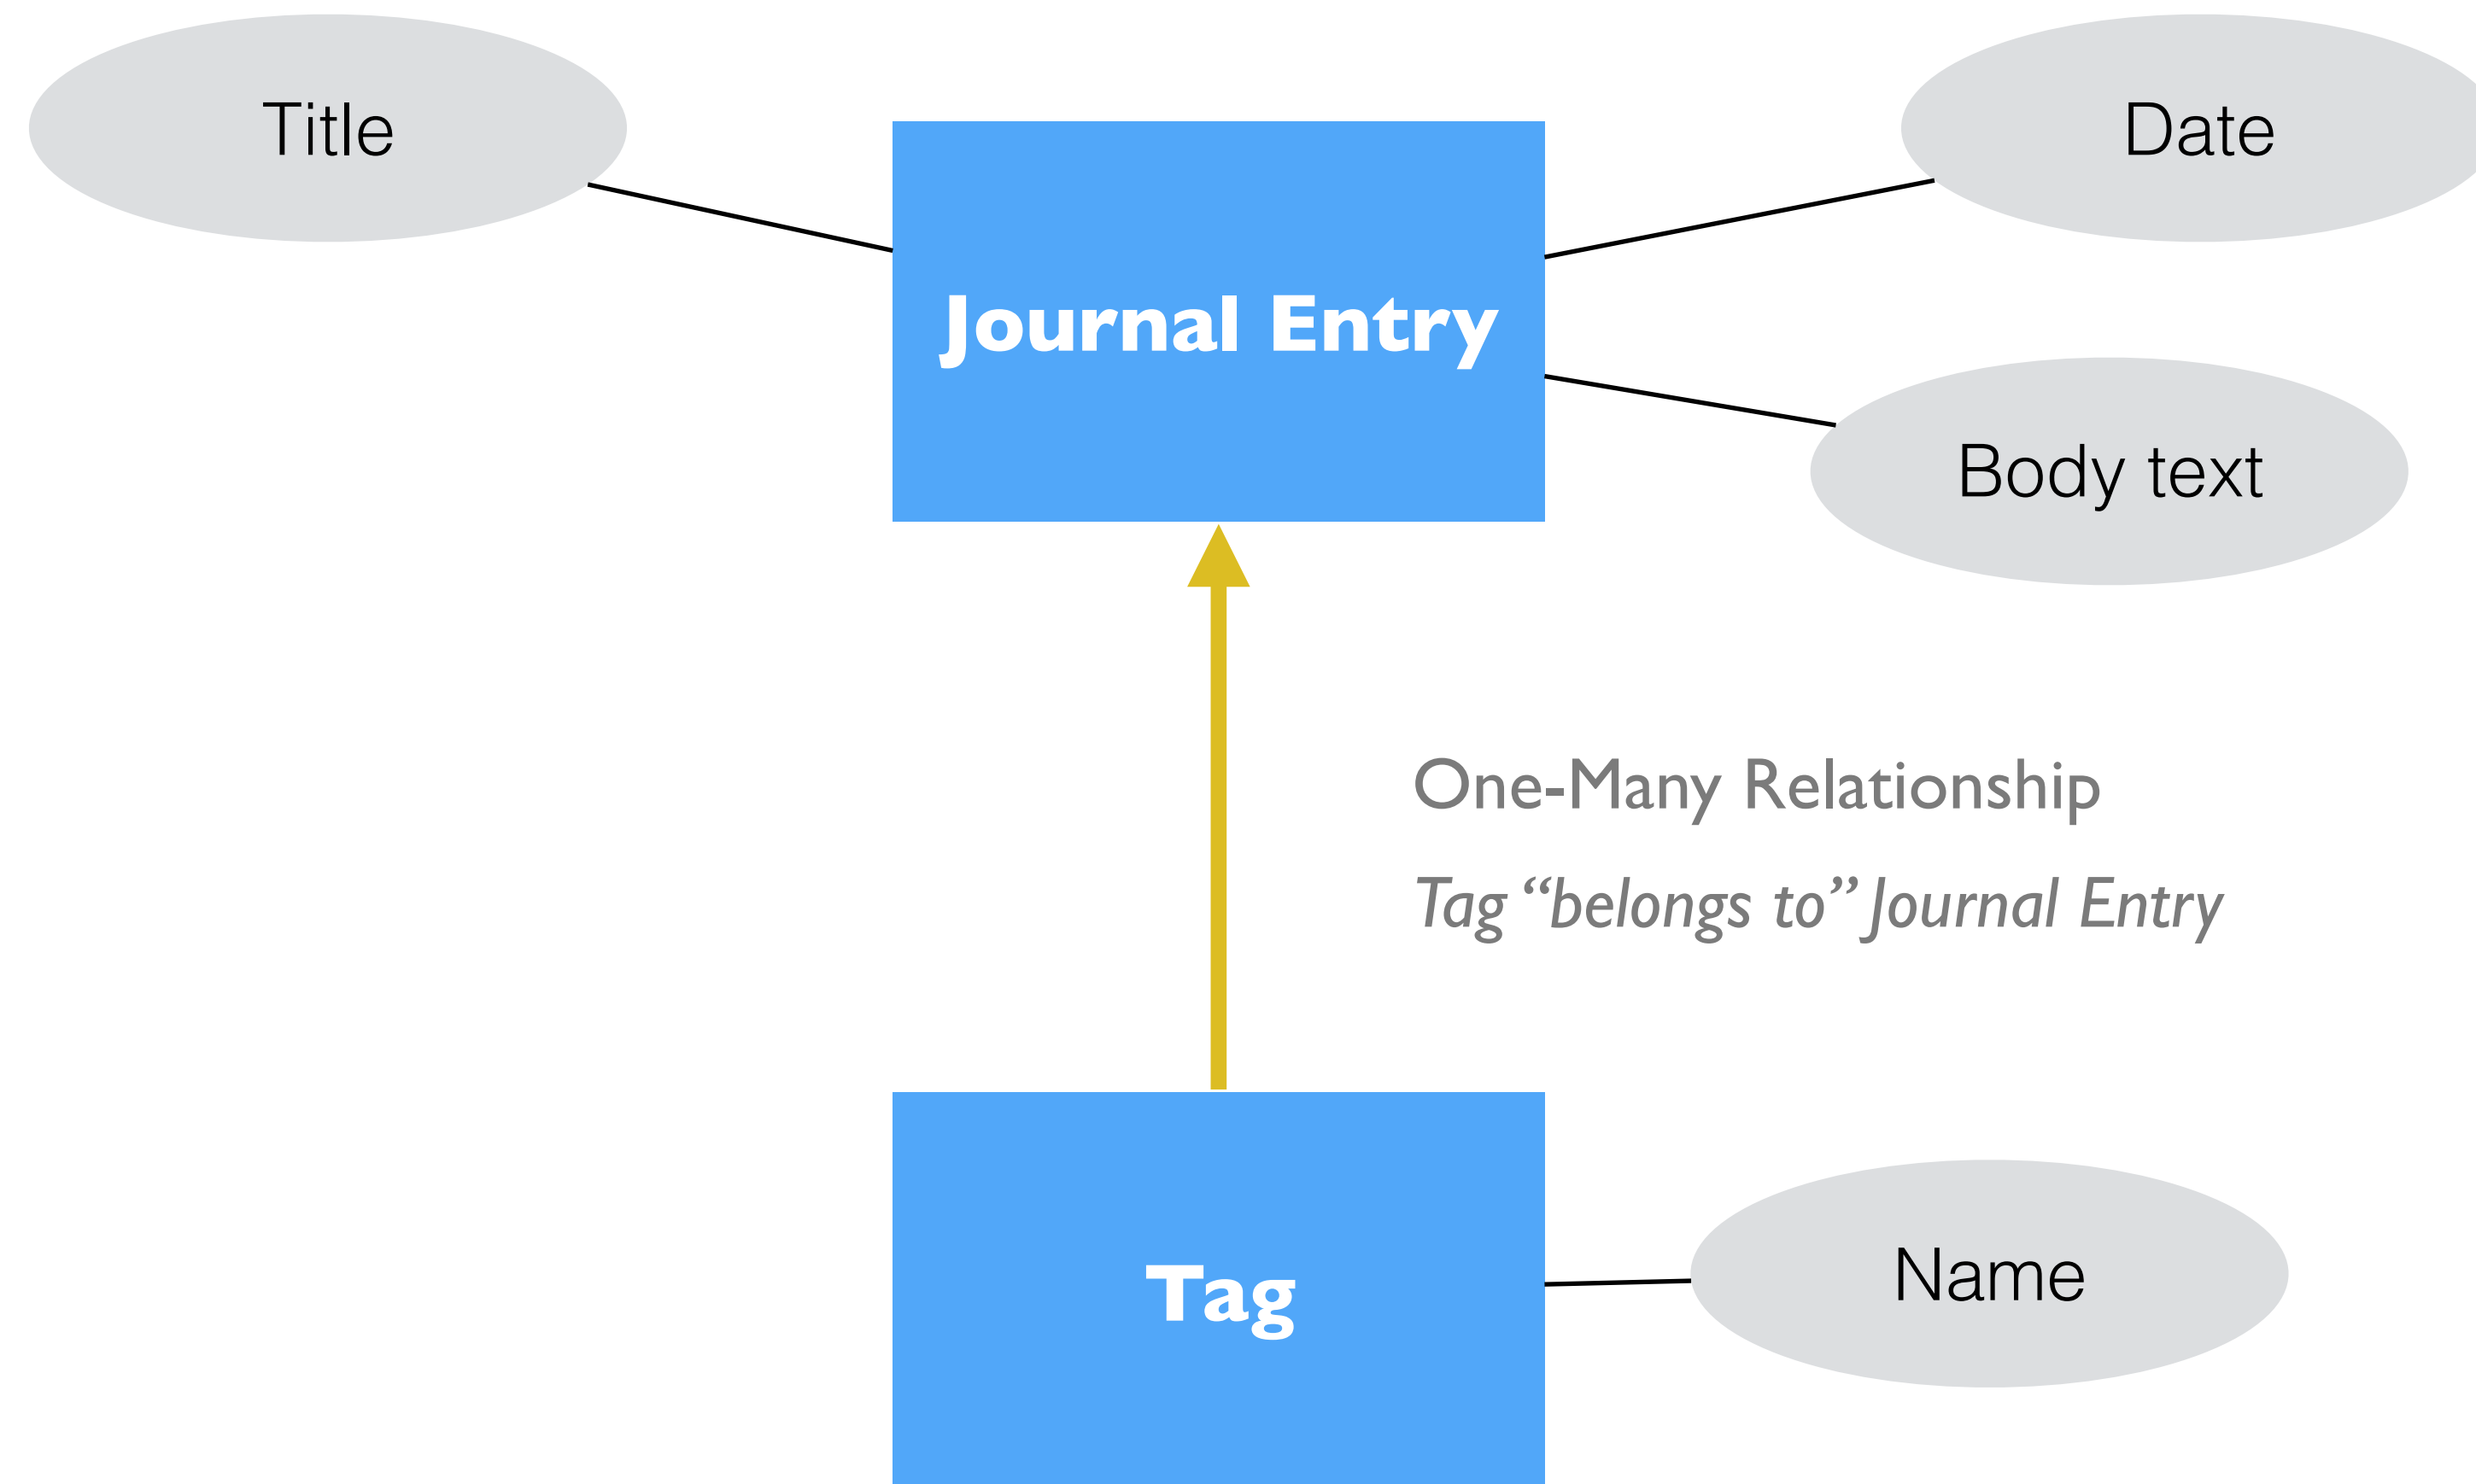 Title
Date
Journal Entry
Body text
One-Many Relationship
Tag “belongs to” Journal Entry
Tag
Name